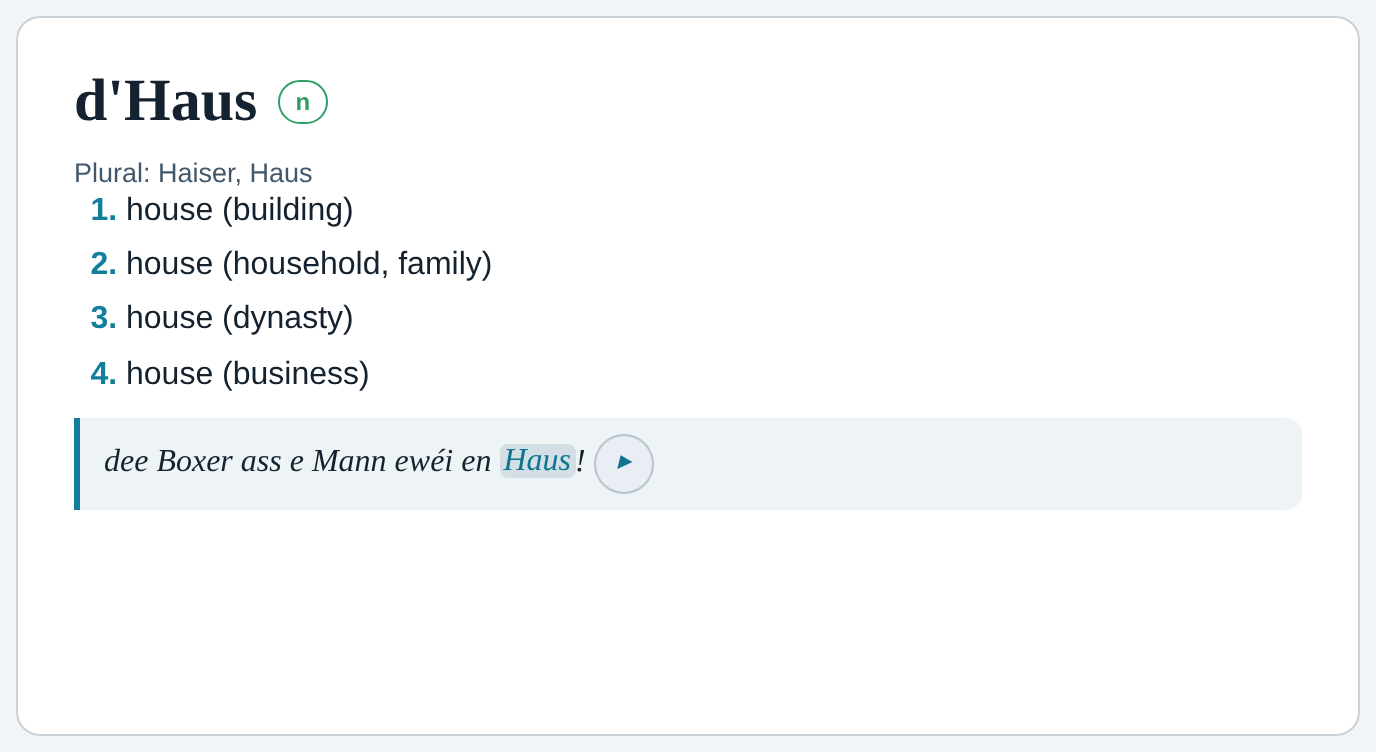 d'Haus n
Plural: Haiser, Haus
1. house (building)
2. house (household, family)
3. house (dynasty)
4. house (business)
dee Boxer ass e Mann ewéi en Haus!